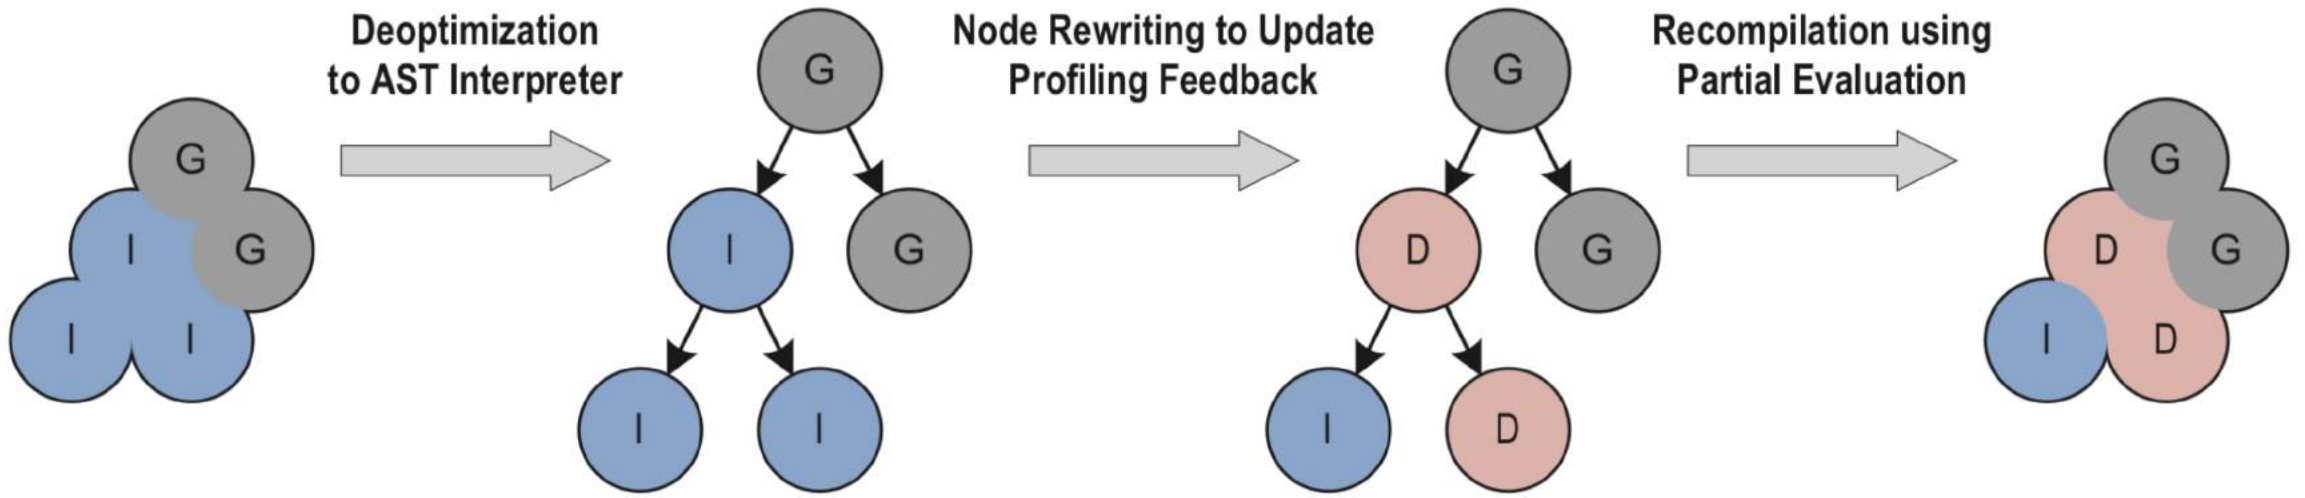 Deoptimization
to AST Interpreter
Node Rewriting to Update
Profiling Feedback
Recompilation using
Partial Evaluation
G
I
G
I
I
G
I
G
I
I
G
D
G
I
D
G
D
G
I
D